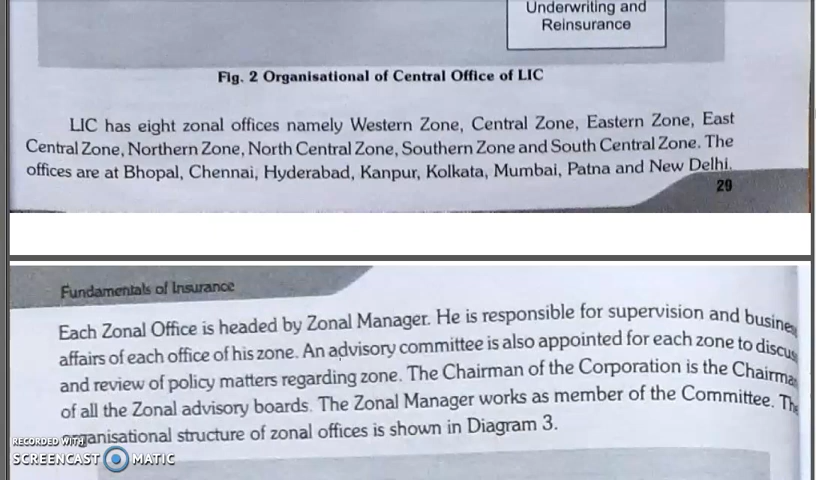 Underwriting and
Reinsurance
Fig. 2 Organisational of Central Office of LIC
LIC has eight zonal offices namely Western Zone, Central Zone, Eastern Zone, East
Central Zone, Northern Zone, North Central Zone, Southern Zone and South Central Zone. The
offices are at Bhopal, Chennai, Hyderabad, Kanpur, Kolkata, Mumbai, Patna and New Delhi.
29
Fundamentals of Insurance
Each Zonal Office is headed by Zonal Manager. He is responsible for supervision and busines
affairs of each office of his zone. An advisory committee is also appointed for each zone to discus
and review of policy matters regarding zone. The Chairman of the Corporation is the Chairma
of all the Zonal advisory boards. The Zonal Manager works as member of the Committee. Th
organisational structure of zonal offices is shown in Diagram 3.
RECORDED WITH
SCREENCAST MATIC